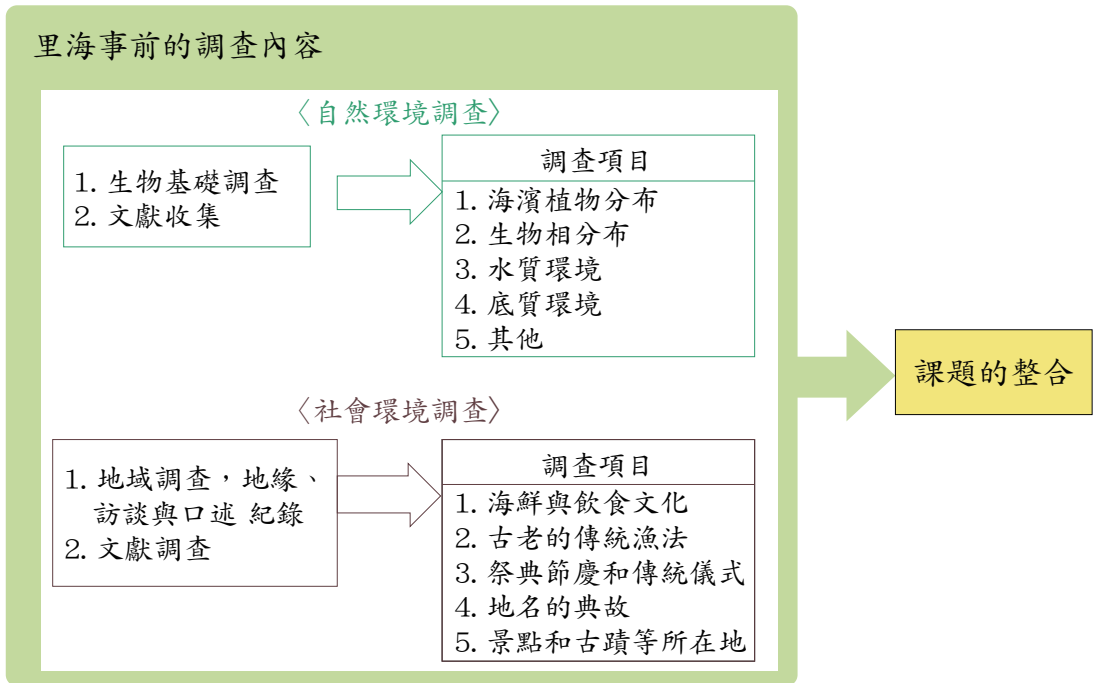 里海事前的調查內容
〈自然環境調查〉
1. 生物基礎調查
2. 文獻收集
調查項目
1. 海濱植物分布
2. 生物相分布
3. 水質環境
4. 底質環境
5. 其他
〈社會環境調查〉
1. 地域調查，地緣、
訪談與口述 紀錄
2. 文獻調查
調查項目
1. 海鮮與飲食文化
2. 古老的傳統漁法
3. 祭典節慶和傳統儀式
4. 地名的典故
5. 景點和古蹟等所在地
課題的整合